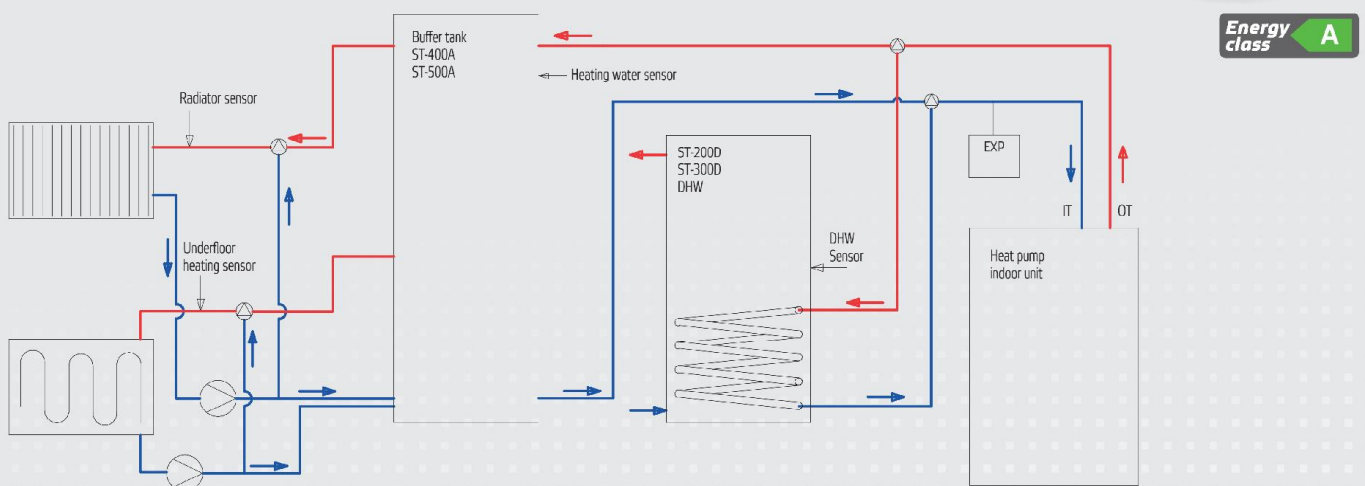 Energy
class
A
Buffer tank
ST-400A
ST-500A
Heating water sensor
Radiator sensor
EXP
ST-200D
ST-300D
DHW
IT
OT
Underfloor
heating sensor
DHW
Sensor
Heat pump
indoor unit